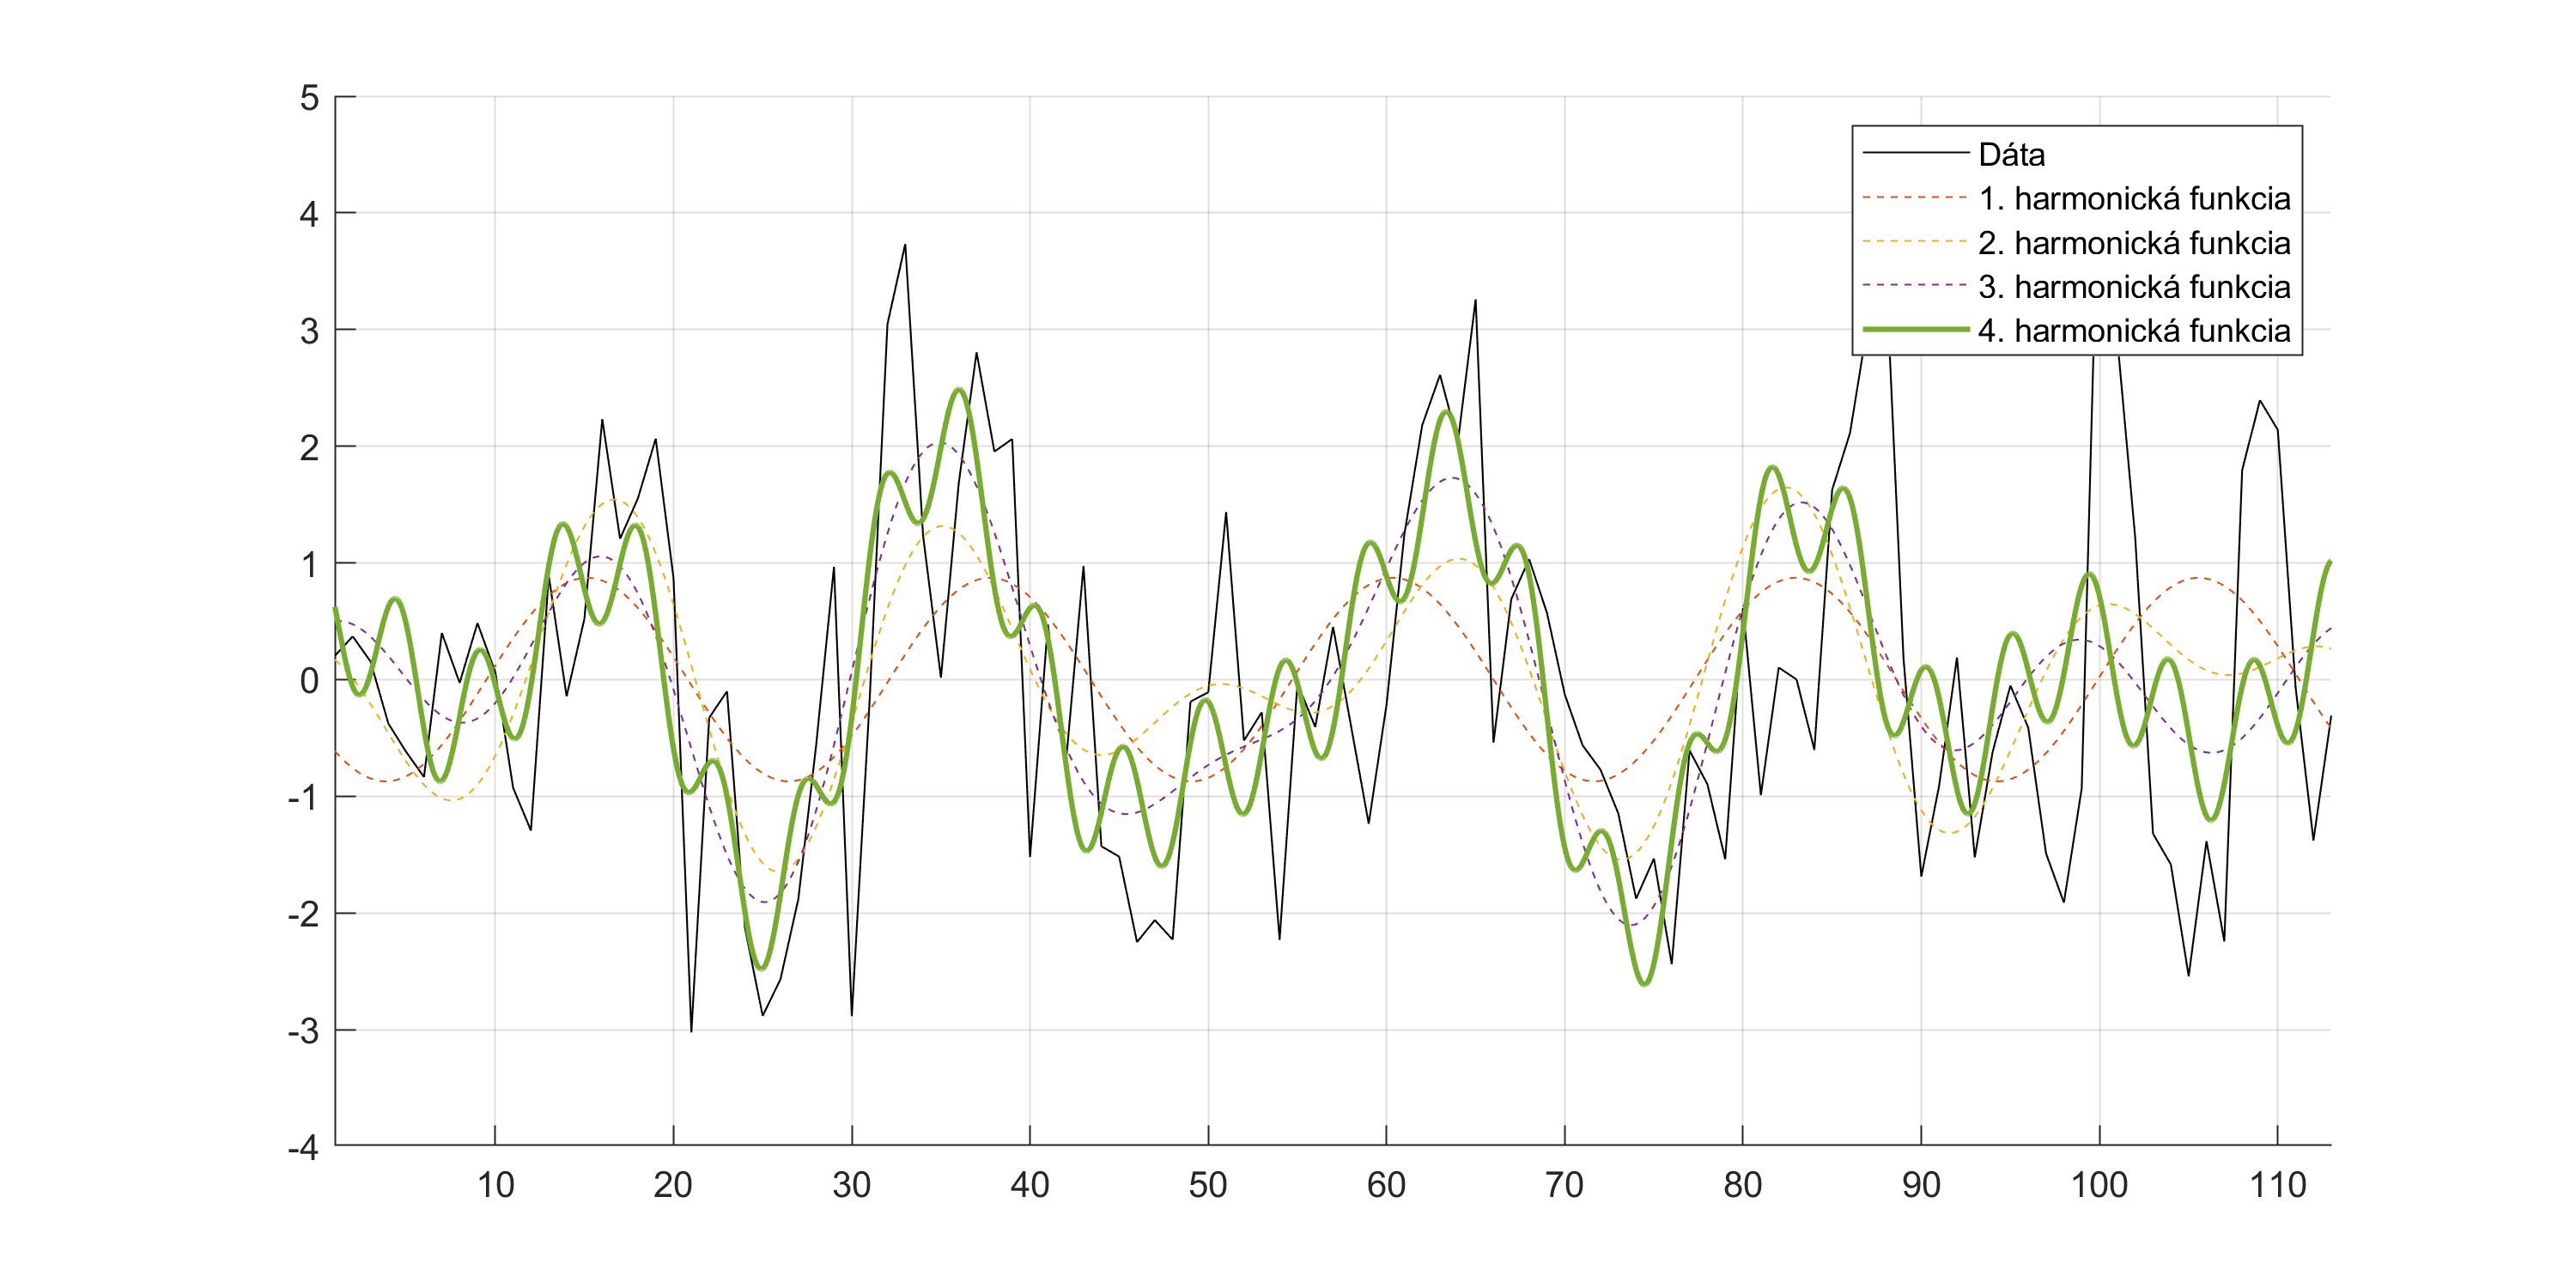 5
4
3
2
1
0
-1
-2
-3
-4
10 20 30 40 50 60 70 80 90 100 110
Dáta
1. harmonická funkcia
2. harmonická funkcia
3. harmonická funkcia
4. harmonická funkcia